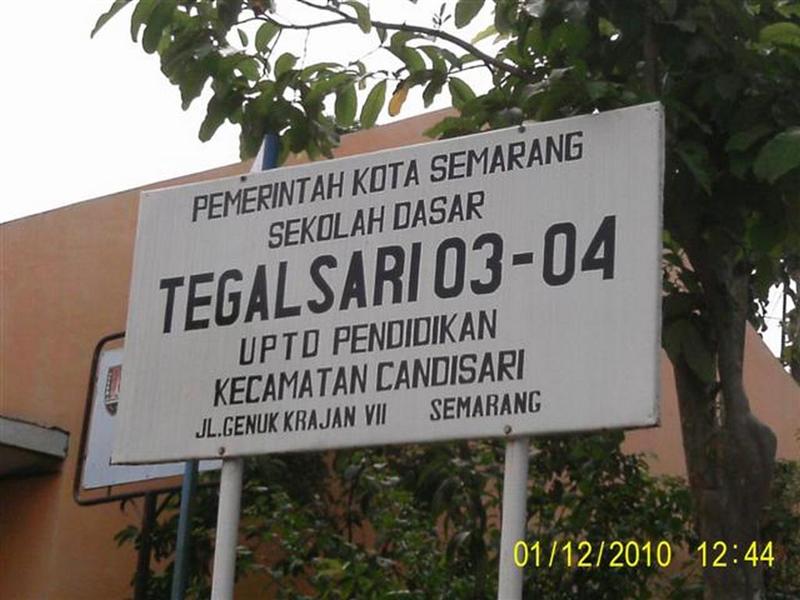 PEMERINTAH KOTA SEMARANG
SEKOLAH DASAR
TEGALSARI 03-04
UPTD PENDIDIKAN
KECAMATAN CANDISARI
JL.GENUK KRAJAN VII SEMARANG
01/12/2010 12:44